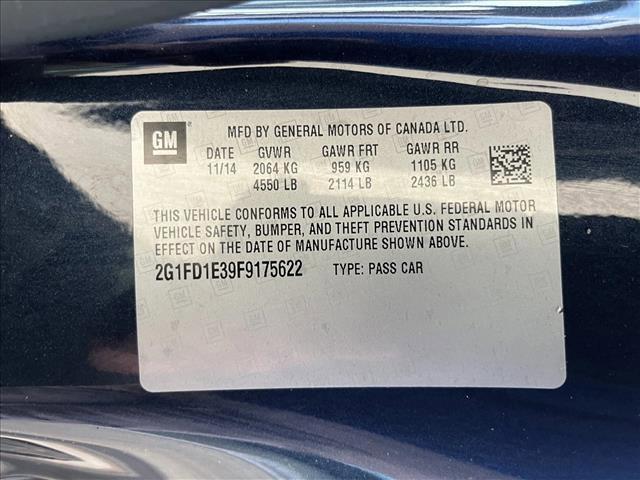 GM
MFD BY GENERAL MOTORS OF CANADA LTD.
DATE GVWR GAWR FRT GAWR RR
11/14 2064 KG 959 KG 1105 KG
4550 LB 2114 LB 2436 LB
THIS VEHICLE CONFORMS TO ALL APPLICABLE U.S. FEDERAL MOTOR
VEHICLE SAFETY, BUMPER, AND THEFT PREVENTION STANDARDS IN
EFFECT ON THE DATE OF MANUFACTURE SHOWN ABOVE.
2G1FD1E39F9175622 TYPE: PASS CAR